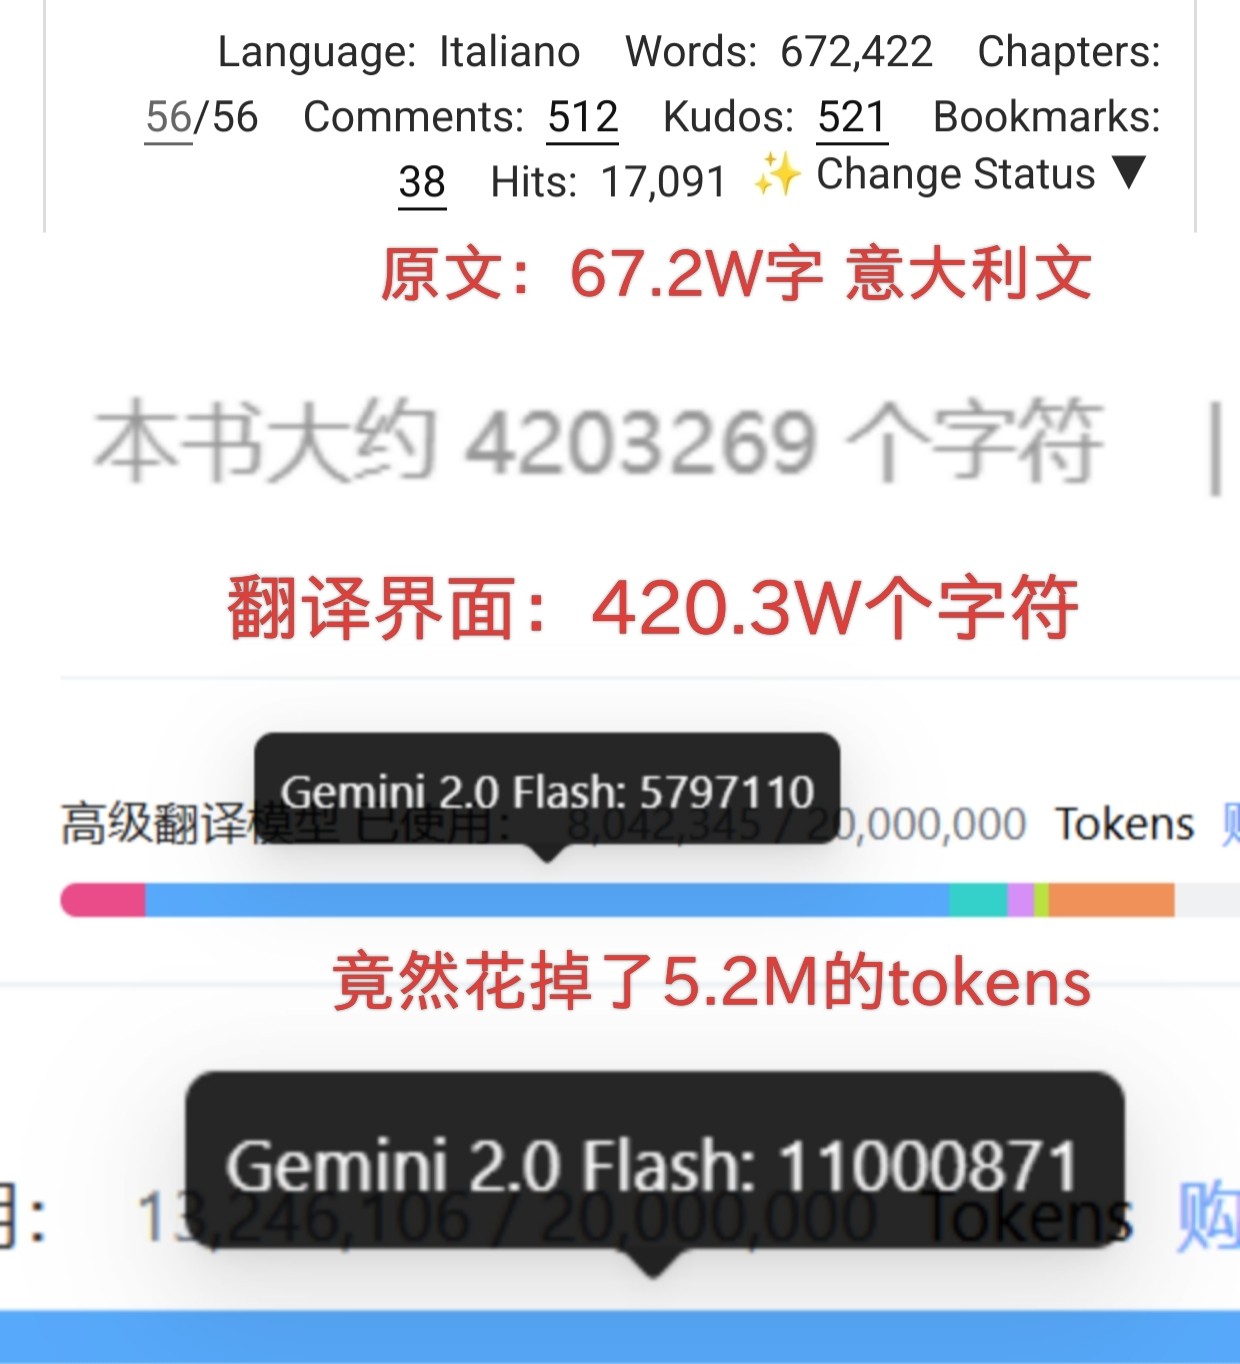 Language: Italiano Words: 672,422 Chapters:
56/56 Comments: 512 Kudos: 521 Bookmarks:
38 Hits: 17,091 ✨ Change Status ▼
原文：67.2W字 意大利文
本书大约 4203269 个字符 |
翻译界面：420.3W个字符
Gemini 2.0 Flash: 5797110
高级翻译模型 已使用： 8,042,345 / 20,000,000 Tokens
竟然花掉了5.2M的tokens
Gemini 2.0 Flash: 11000871
用： 13,246,106 / 20,000,000 Tokens 购